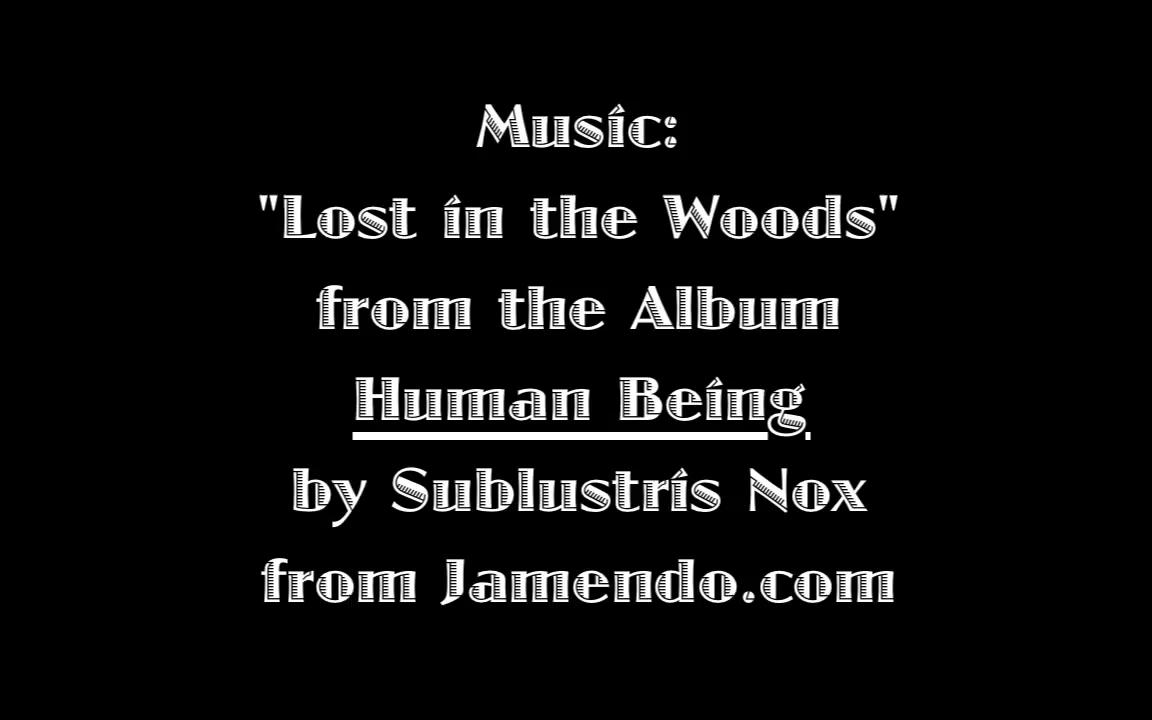 Music:
"Lost in the Woods"
from the Album
Human Being
by Sublustris Nox
from Jamendo.com